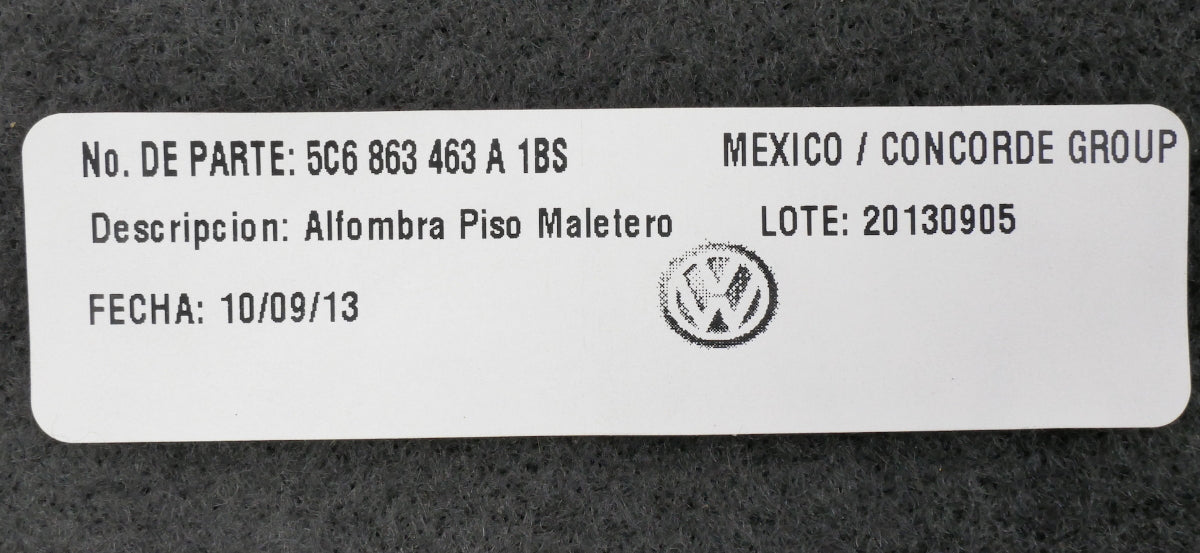 No. DE PARTE: 5C6 863 463 A 1BS MEXICO / CONCORDE GROUP
Descripcion: Alfombra Piso Maletero LOTE: 20130905
FECHA: 10/09/13